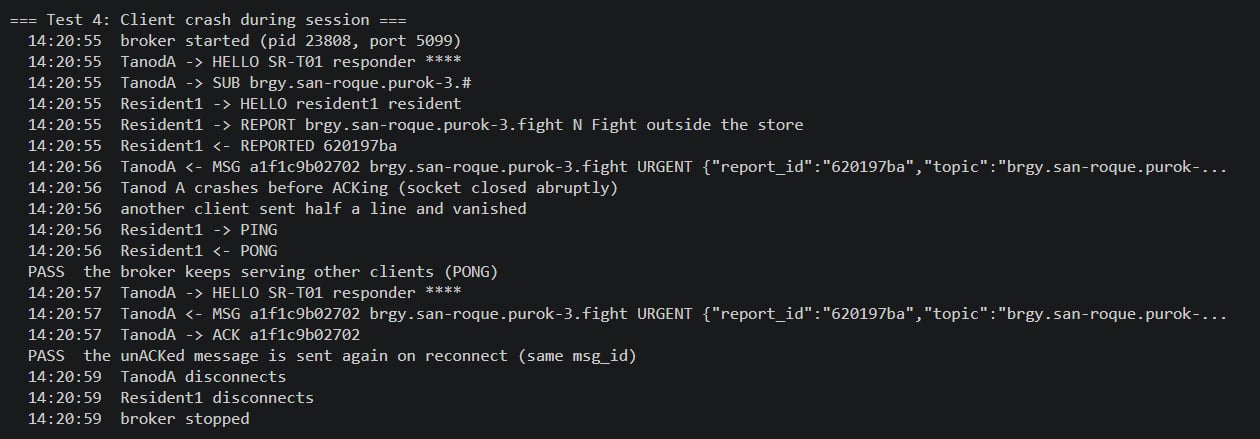 === Test 4: Client crash during session ===
14:20:55  broker started (pid 23808, port 5099)
14:20:55  TanodA -> HELLO SR-T01 responder ****
14:20:55  TanodA -> SUB brgy.san-roque.purok-3.#
14:20:55  Resident1 -> HELLO resident1 resident
14:20:55  Resident1 -> REPORT brgy.san-roque.purok-3.fight N Fight outside the store
14:20:55  Resident1 <- REPORTED 620197ba
14:20:56  TanodA <- MSG a1f1c9b02702 brgy.san-roque.purok-3.fight URGENT {"report_id":"620197ba","topic":"brgy.san-roque.purok-...
14:20:56  Tanod A crashes before ACKing (socket closed abruptly)
14:20:56  another client sent half a line and vanished
14:20:56  Resident1 -> PING
14:20:56  Resident1 <- PONG
PASS  the broker keeps serving other clients (PONG)
14:20:57  TanodA -> HELLO SR-T01 responder ****
14:20:57  TanodA <- MSG a1f1c9b02702 brgy.san-roque.purok-3.fight URGENT {"report_id":"620197ba","topic":"brgy.san-roque.purok-...
14:20:57  TanodA -> ACK a1f1c9b02702
PASS  the unACKed message is sent again on reconnect (same msg_id)
14:20:59  TanodA disconnects
14:20:59  Resident1 disconnects
14:20:59  broker stopped